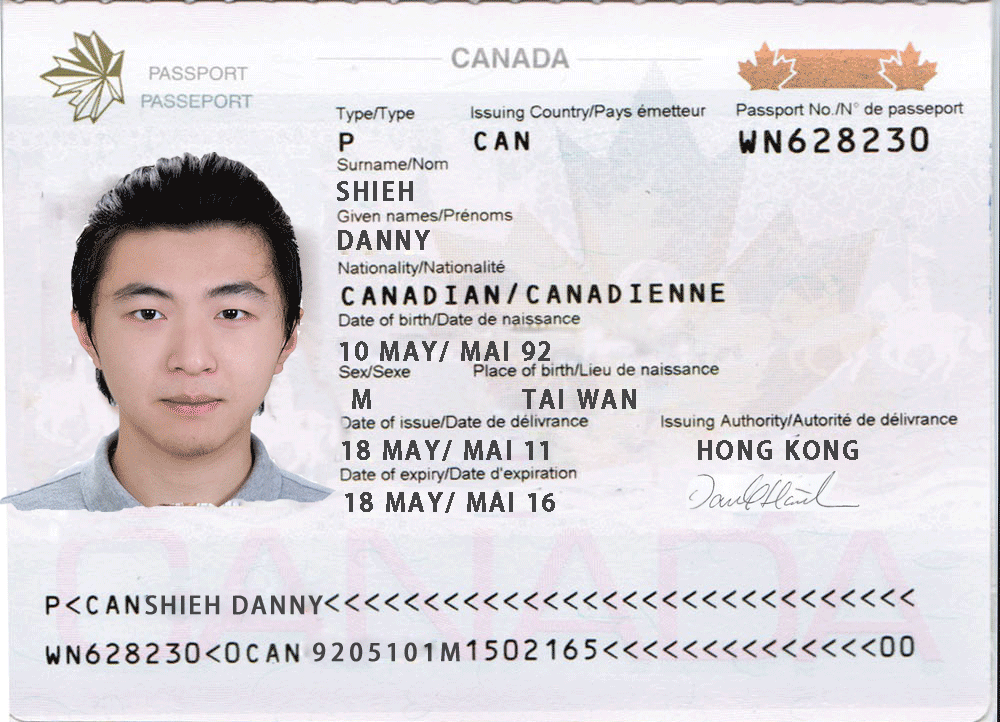 CANADA
PASSPORT
PASSEPORT
Type/Type Issuing Country/Pays émetteur Passport No./N° de passeport
P CAN WN628230
Surname/Nom
SHIEH
Given names/Prénoms
DANNY
Nationality/Nationalité
CANADIAN/CANADIENNE
Date of birth/Date de naissance
10 MAY/ MAI 92
Sex/Sexe Place of birth/Lieu de naissance
M TAI WAN
Date of issue/Date de délivrance Issuing Authority/Autorité de délivrance
18 MAY/ MAI 11 HONG KONG
Date of expiry/Date d'expiration
18 MAY/ MAI 16
CANADA
P<CANSHIEH DANNY<<<<<<<<<<<<<<<<<<<<<<<<<<<<<<
WN628230<0CAN 9205101M1502165<<<<<<<<<<<<<<00